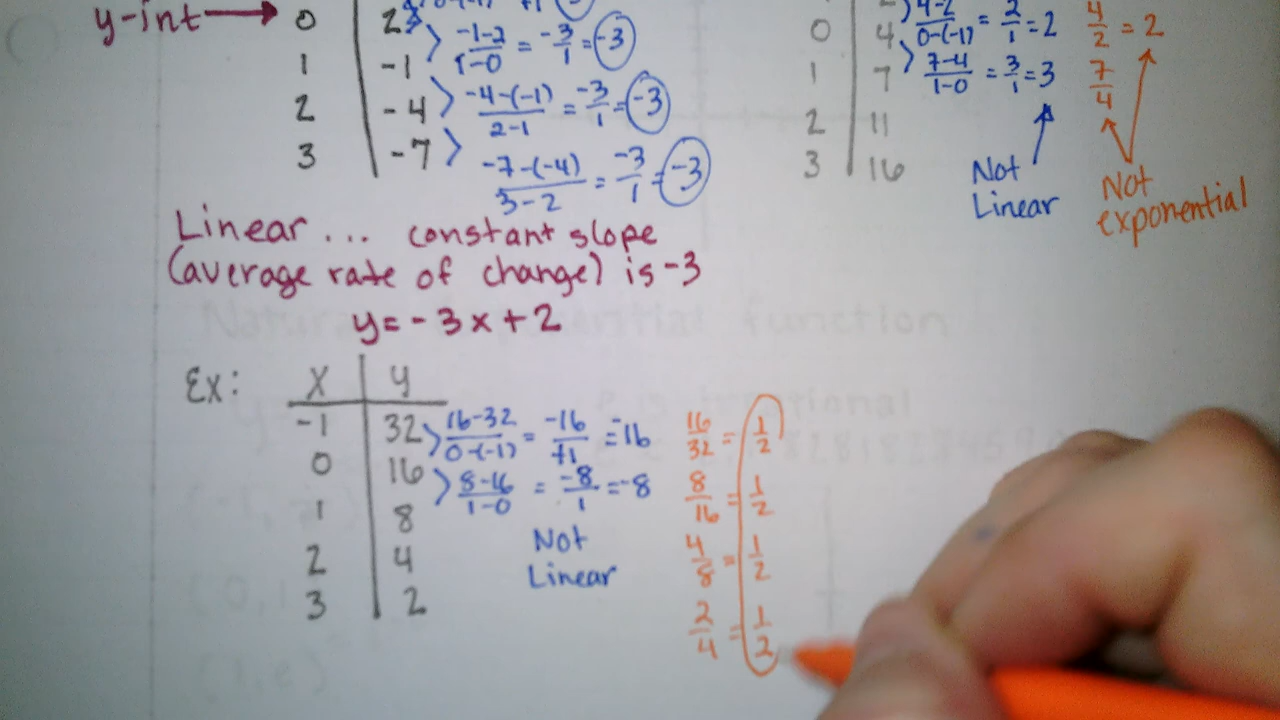 y-int
0 2
-1-2/1-0 = -3/1 = -3
1 -1
-4-(-1)/2-1 = -3/1 = -3
2 -4
3 -7
-7-(-4)/3-2 = -3/1 = -3
0 4
4-2/0-(-1) = 2/1 = 2
4/2 = 2
1 7
7-4/1-0 = 3/1 = 3
7/4
2 11
3 16
Not
Linear
Not
exponential
Linear ... constant slope
(average rate of change) is -3
y = -3x + 2
Ex:
x y
-1 32
16-32/0-(-1) = -16/+1 = -16
16/32 = 1/2
0 16
8-16/1-0 = -8/1 = -8
8/16 = 1/2
1 8
Not
Linear
2 4
4/8 = 1/2
3 2
2/4 = 1/2